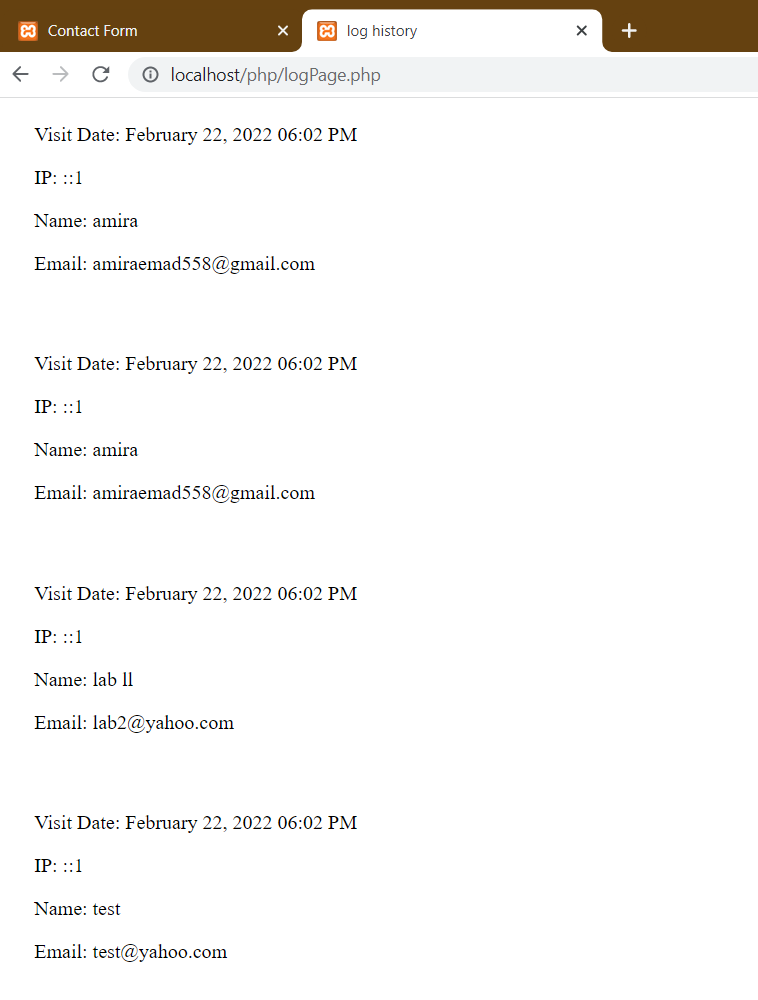 Contact Form
log history
localhost/php/logPage.php
Visit Date: February 22, 2022 06:02 PM
IP: ::1
Name: amira
Email: amiraemad558@gmail.com
Visit Date: February 22, 2022 06:02 PM
IP: ::1
Name: amira
Email: amiraemad558@gmail.com
Visit Date: February 22, 2022 06:02 PM
IP: ::1
Name: lab ll
Email: lab2@yahoo.com
Visit Date: February 22, 2022 06:02 PM
IP: ::1
Name: test
Email: test@yahoo.com